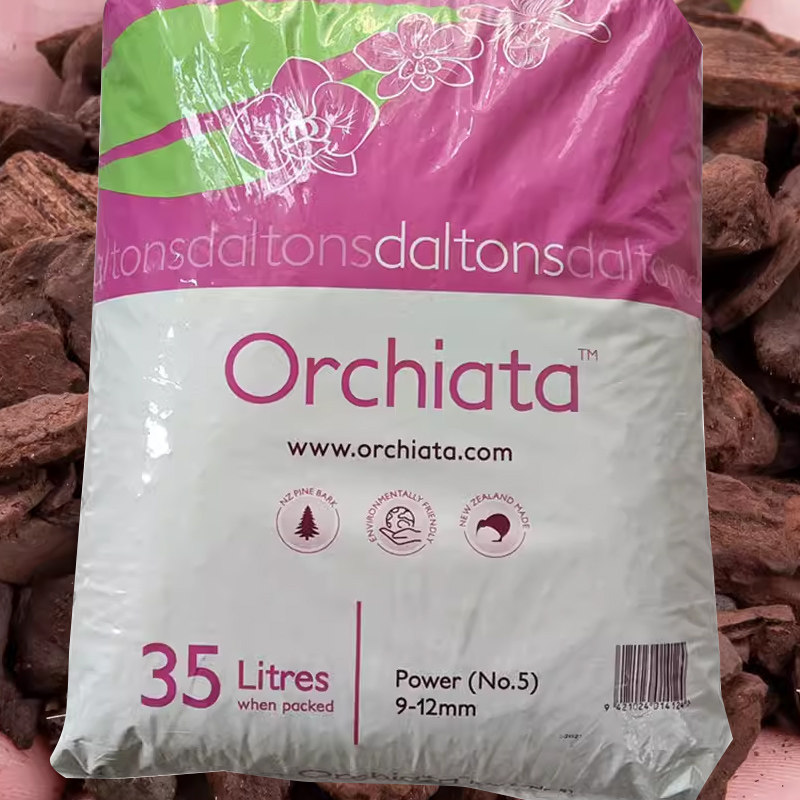 daltonsdaltonsdaltonsdaltons
Orchiata™
www.orchiata.com
NZ PINE BARK
ENVIRONMENTALLY FRIENDLY
NEW ZEALAND MADE
35 Litres
when packed
Power (No.5)
9-12mm
Orchiata